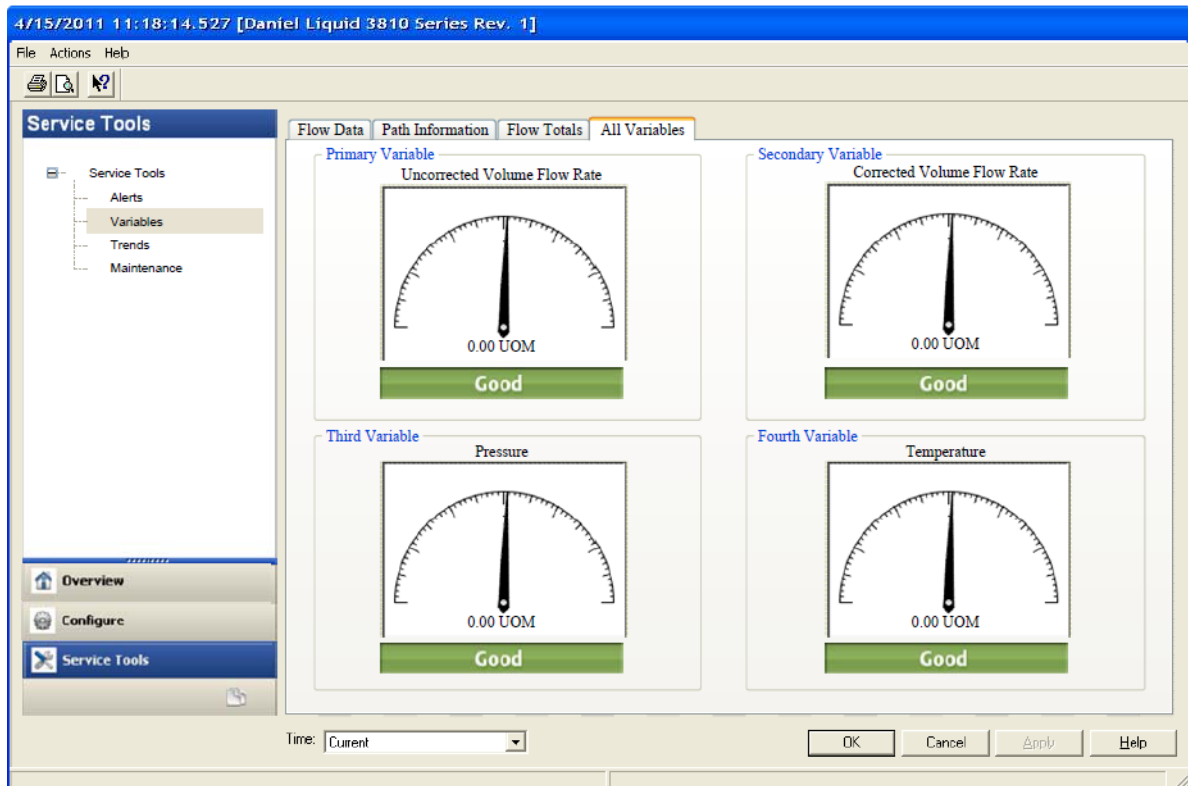 4/15/2011 11:18:14.527 [Daniel Liquid 3810 Series Rev. 1]
File Actions Help
Service Tools
Service Tools
Alerts
Variables
Trends
Maintenance
Overview
Configure
Service Tools
Flow Data Path Information Flow Totals All Variables
Primary Variable
Uncorrected Volume Flow Rate
0.00 UOM
Good
Secondary Variable
Corrected Volume Flow Rate
0.00 UOM
Good
Third Variable
Pressure
0.00 UOM
Good
Fourth Variable
Temperature
0.00 UOM
Good
Time: Current
OK Cancel Apply Help